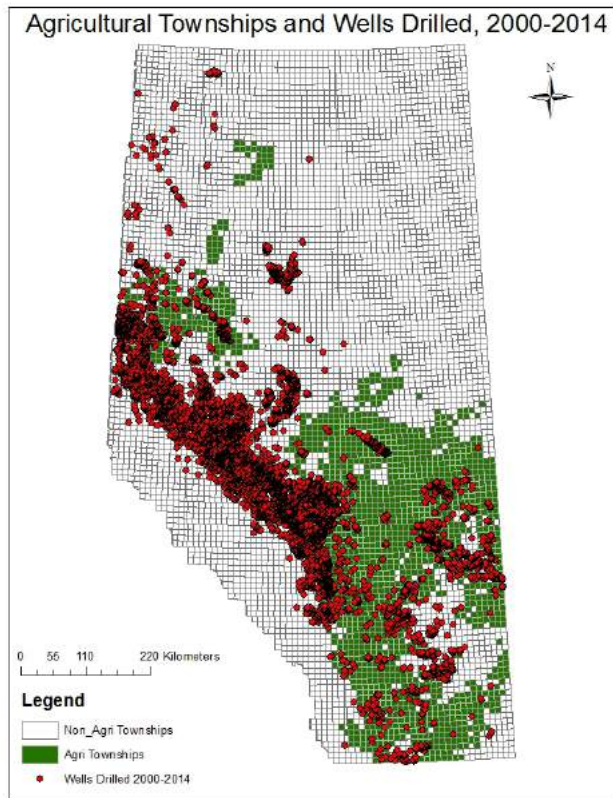 Agricultural Townships and Wells Drilled, 2000-2014
N
0 55 110 220 Kilometers
Legend
Non_Agri Townships
Agri Townships
Wells Drilled 2000-2014